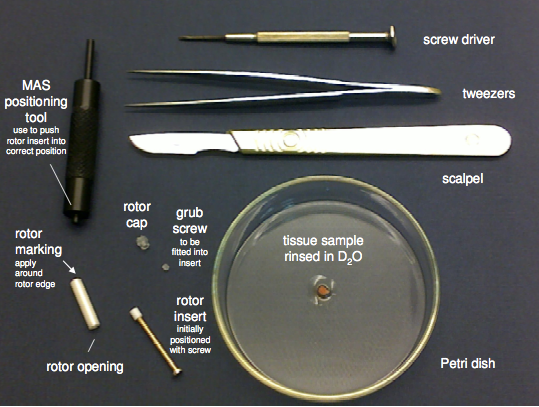 screw driver
MAS
positioning
tool
use to push
rotor insert into
correct position
tweezers
scalpel
rotor
cap
grub
screw
to be
fitted into
insert
tissue sample
rinsed in D₂O
rotor
marking
apply
around
rotor edge
rotor
insert
initially
positioned
with screw
rotor opening
Petri dish